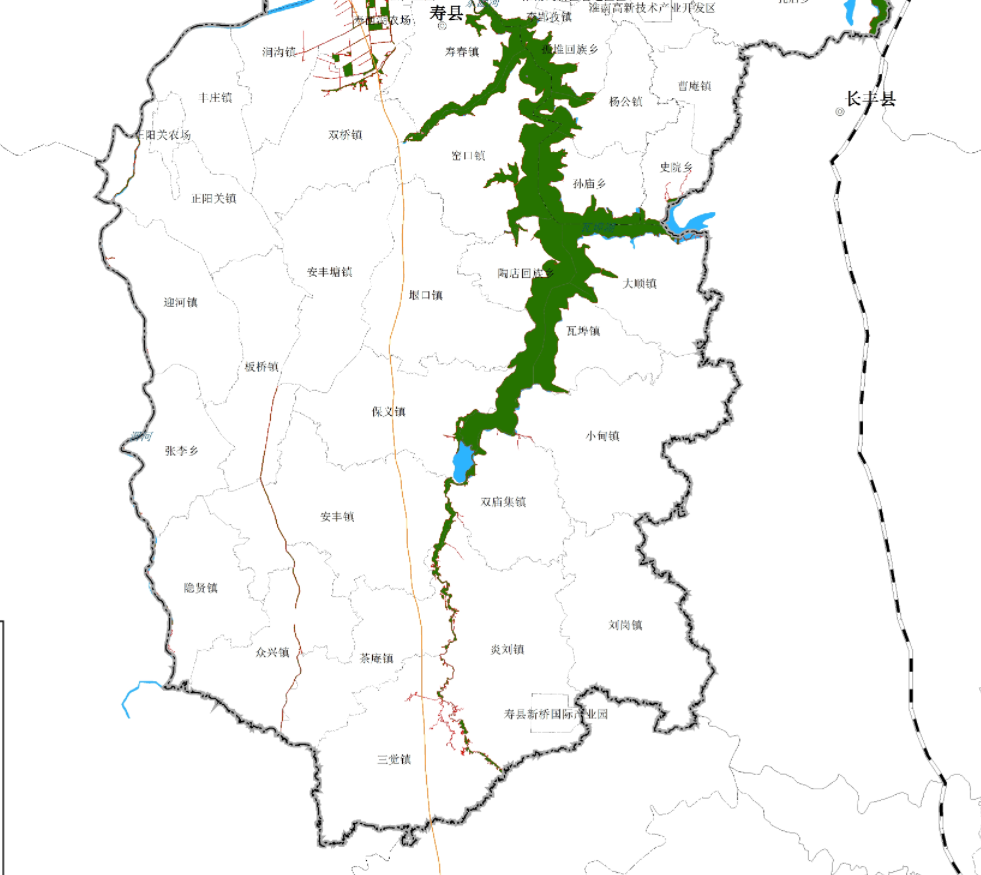 寿县
淮南高新技术产业开发区
涧沟镇
寿春镇
杨公镇
曹庵镇
长丰县
丰庄镇
正阳关农场
双桥镇
窑口镇
史院乡
孙庙乡
正阳关镇
安丰塘镇
陶店回族乡
大顺镇
迎河镇
堰口镇
瓦埠镇
板桥镇
保义镇
张李乡
小甸镇
双庙集镇
安丰镇
隐贤镇
刘岗镇
众兴镇
茶庵镇
炎刘镇
寿县新桥国际产业园
三觉镇